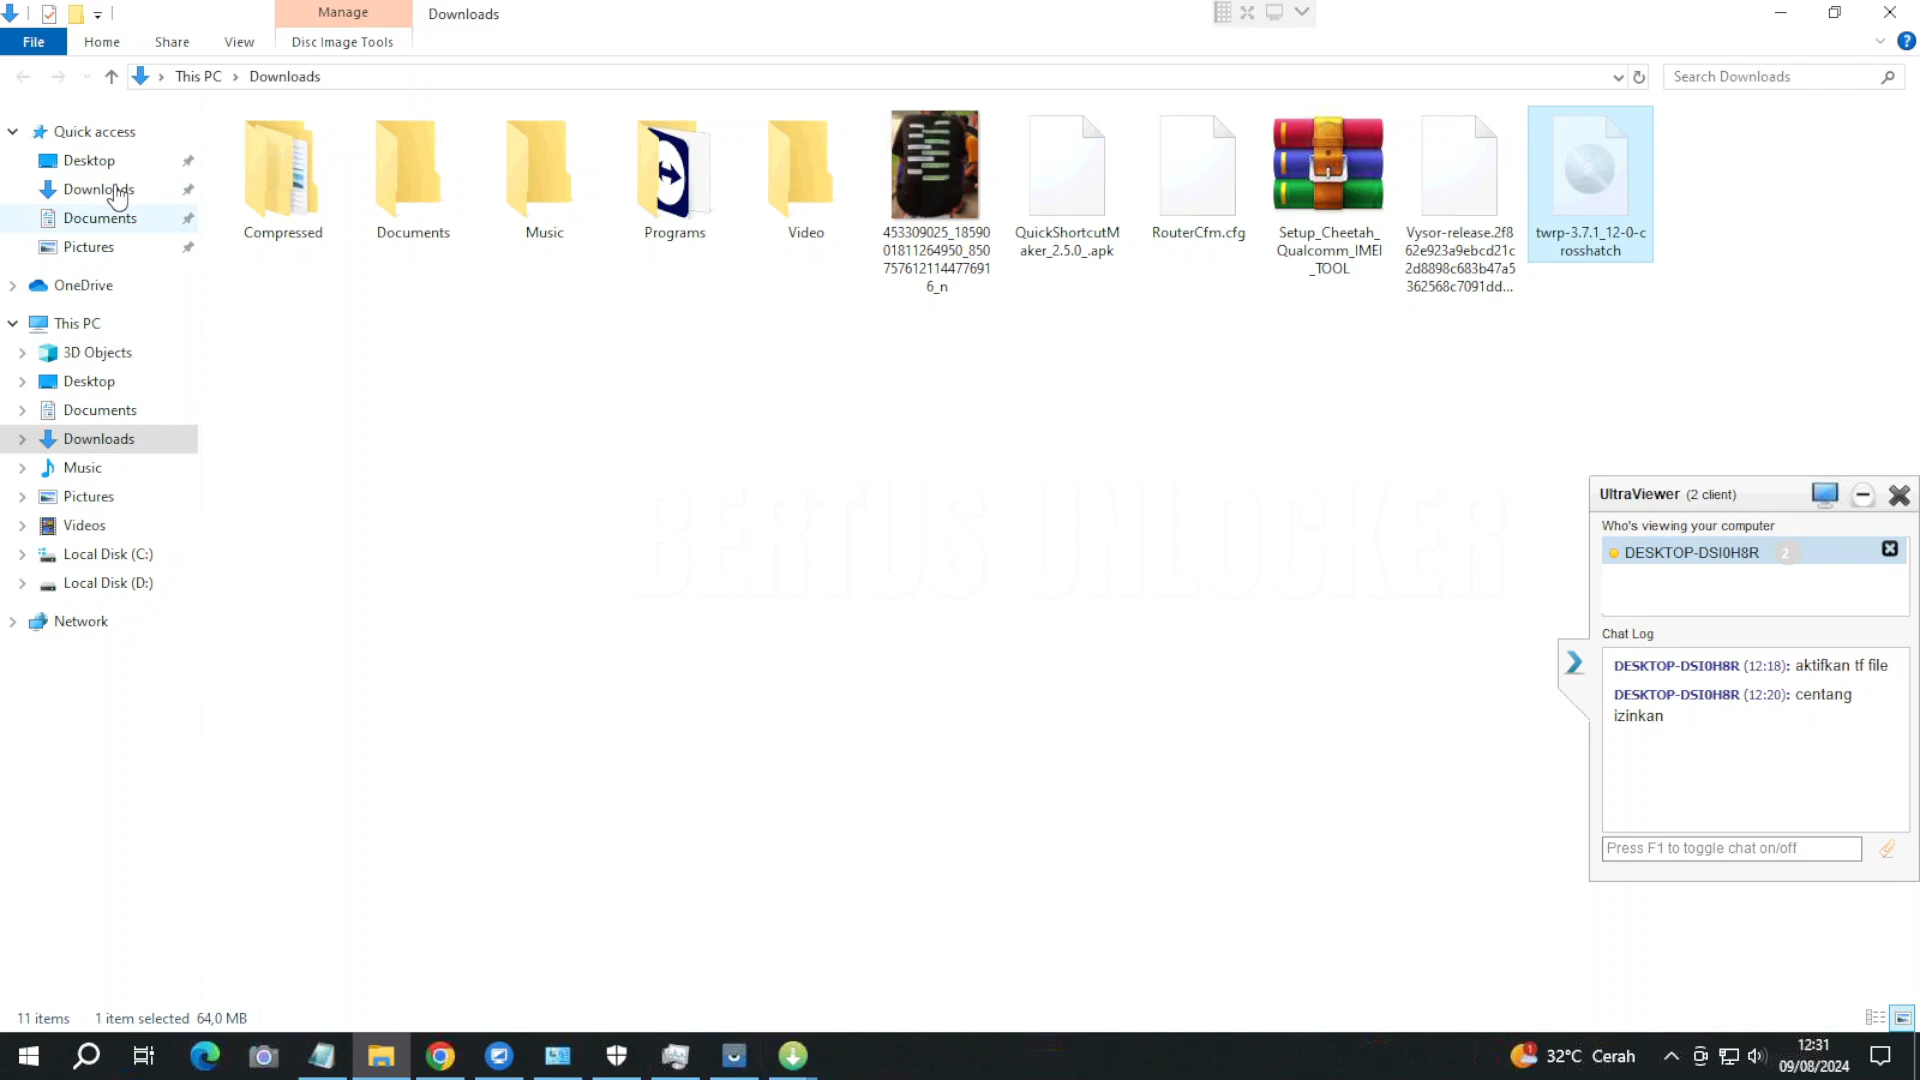 Manage
Downloads
File
Home
Share
View
Disc Image Tools
This PC
Downloads
Search Downloads
Quick access
Desktop
Downloads
Documents
Pictures
OneDrive
This PC
3D Objects
Desktop
Documents
Downloads
Music
Pictures
Videos
Local Disk (C:)
Local Disk (D:)
Network
Compressed
Documents
Music
Programs
Video
453309025_18590
01811264950_850
757612114477691
6_n
QuickShortcutM
aker_2.5.0_.apk
RouterCfm.cfg
Setup_Cheetah_
Qualcomm_IMEI
_TOOL
Vysor-release.2f8
62e923a9ebcd21c
2d8898c683b47a5
362568c7091dd...
twrp-3.7.1_12-0-c
rosshatch
BERTUS UNLOCKER
UltraViewer (2 client)
Who's viewing your computer
DESKTOP-DSI0H8R 2
Chat Log
DESKTOP-DSI0H8R (12:18): aktifkan tf file
DESKTOP-DSI0H8R (12:20): centang
izinkan
Press F1 to toggle chat on/off
11 items
1 item selected 64,0 MB
1
32°C Cerah
12:31
09/08/2024